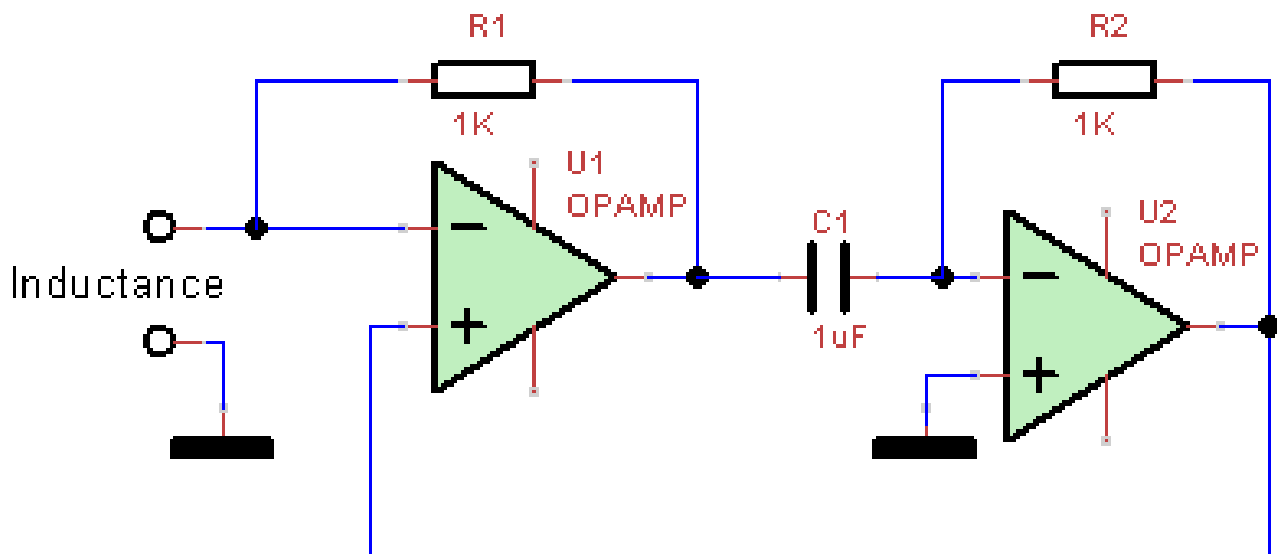 R1
1K
U1
OPAMP
Inductance
C1
1uF
R2
1K
U2
OPAMP